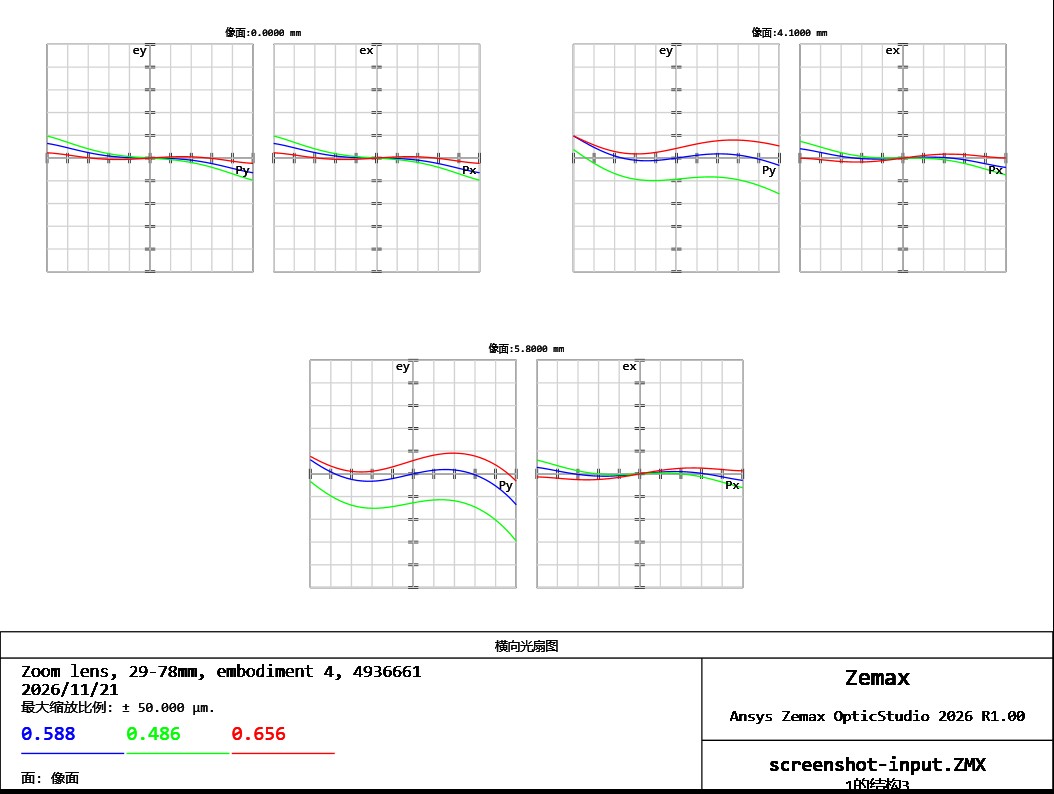 像面:0.0000 mm
像面:4.1000 mm
ey
ex
ey
ex
Py
Px
Py
Px
像面:5.8000 mm
ey
ex
Py
Px
横向光扇图
Zoom lens, 29-78mm, embodiment 4, 4936661
2026/11/21
最大缩放比例: ± 50.000 µm.
0.588 0.486 0.656
面: 像面
Zemax
Ansys Zemax OpticStudio 2026 R1.00
screenshot-input.ZMX
1的结构3